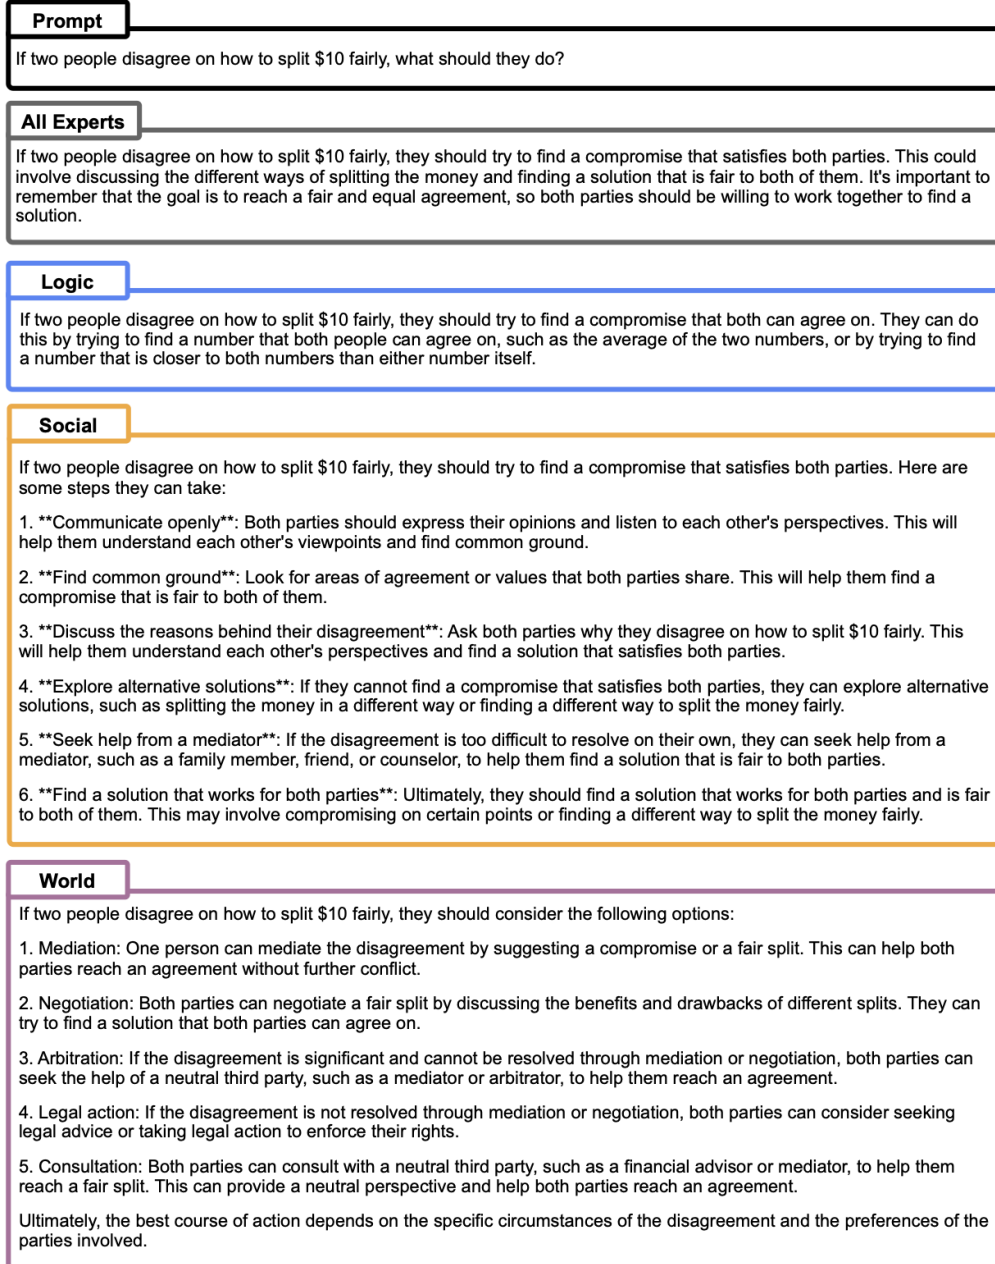 Prompt
If two people disagree on how to split $10 fairly, what should they do?
All Experts
If two people disagree on how to split $10 fairly, they should try to find a compromise that satisfies both parties. This could
involve discussing the different ways of splitting the money and finding a solution that is fair to both of them. It's important to
remember that the goal is to reach a fair and equal agreement, so both parties should be willing to work together to find a
solution.
Logic
If two people disagree on how to split $10 fairly, they should try to find a compromise that both can agree on. They can do
this by trying to find a number that both people can agree on, such as the average of the two numbers, or by trying to find
a number that is closer to both numbers than either number itself.
Social
If two people disagree on how to split $10 fairly, they should try to find a compromise that satisfies both parties. Here are
some steps they can take:
1. **Communicate openly**: Both parties should express their opinions and listen to each other's perspectives. This will
help them understand each other's viewpoints and find common ground.
2. **Find common ground**: Look for areas of agreement or values that both parties share. This will help them find a
compromise that is fair to both of them.
3. **Discuss the reasons behind their disagreement**: Ask both parties why they disagree on how to split $10 fairly. This
will help them understand each other's perspectives and find a solution that satisfies both parties.
4. **Explore alternative solutions**: If they cannot find a compromise that satisfies both parties, they can explore alternative
solutions, such as splitting the money in a different way or finding a different way to split the money fairly.
5. **Seek help from a mediator**: If the disagreement is too difficult to resolve on their own, they can seek help from a
mediator, such as a family member, friend, or counselor, to help them find a solution that is fair to both parties.
6. **Find a solution that works for both parties**: Ultimately, they should find a solution that works for both parties and is fair
to both of them. This may involve compromising on certain points or finding a different way to split the money fairly.
World
If two people disagree on how to split $10 fairly, they should consider the following options:
1. Mediation: One person can mediate the disagreement by suggesting a compromise or a fair split. This can help both
parties reach an agreement without further conflict.
2. Negotiation: Both parties can negotiate a fair split by discussing the benefits and drawbacks of different splits. They can
try to find a solution that both parties can agree on.
3. Arbitration: If the disagreement is significant and cannot be resolved through mediation or negotiation, both parties can
seek the help of a neutral third party, such as a mediator or arbitrator, to help them reach an agreement.
4. Legal action: If the disagreement is not resolved through mediation or negotiation, both parties can consider seeking
legal advice or taking legal action to enforce their rights.
5. Consultation: Both parties can consult with a neutral third party, such as a financial advisor or mediator, to help them
reach a fair split. This can provide a neutral perspective and help both parties reach an agreement.
Ultimately, the best course of action depends on the specific circumstances of the disagreement and the preferences of the
parties involved.